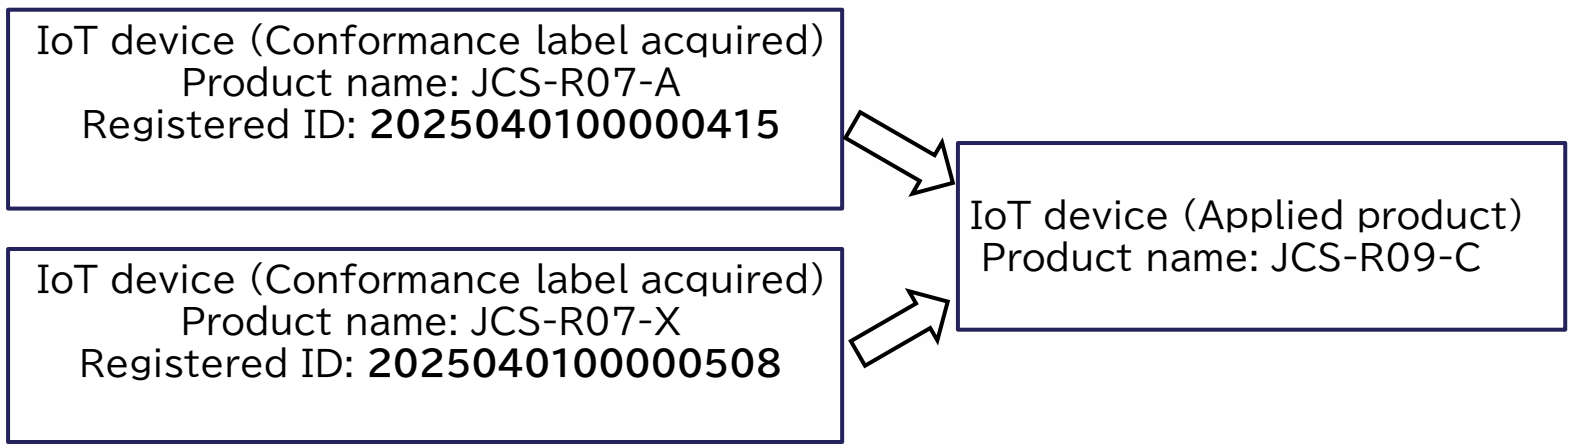 IoT device (Conformance label acquired)
Product name: JCS-R07-A
Registered ID: 2025040100000415
IoT device (Conformance label acquired)
Product name: JCS-R07-X
Registered ID: 2025040100000508
IoT device (Applied product)
Product name: JCS-R09-C